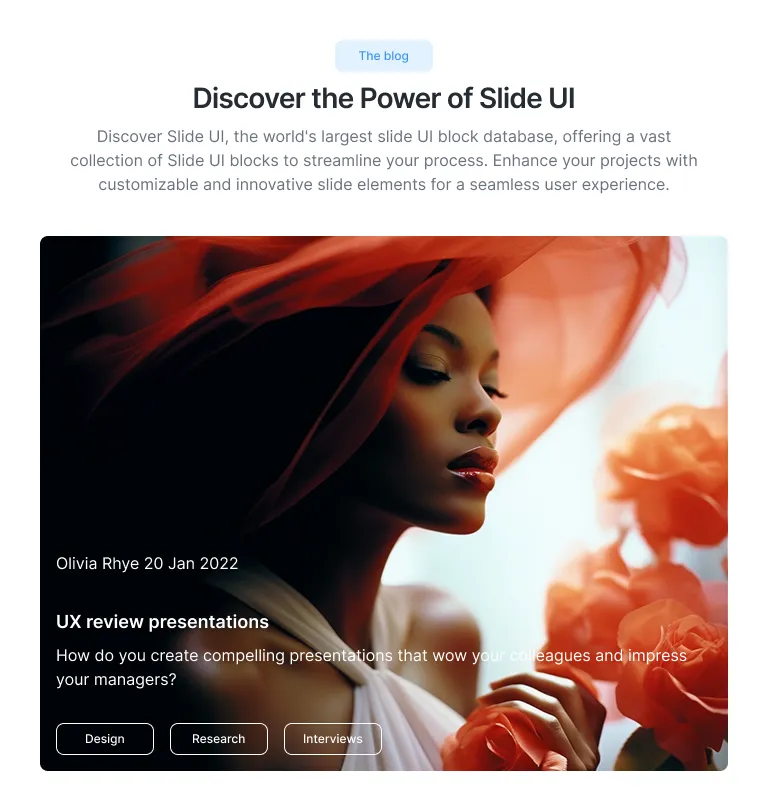 The blog
Discover the Power of Slide UI
Discover Slide UI, the world's largest slide UI block database, offering a vast
collection of Slide UI blocks to streamline your process. Enhance your projects with
customizable and innovative slide elements for a seamless user experience.
Olivia Rhye 20 Jan 2022
UX review presentations
How do you create compelling presentations that wow your colleagues and impress
your managers?
Design
Research
Interviews